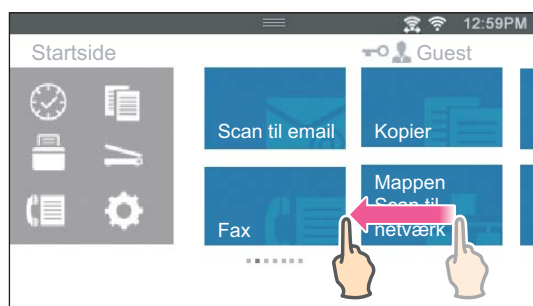 12:59PM
Startside
Guest
Scan til email
Kopier
Fax
Mappen
Scan til
netværk